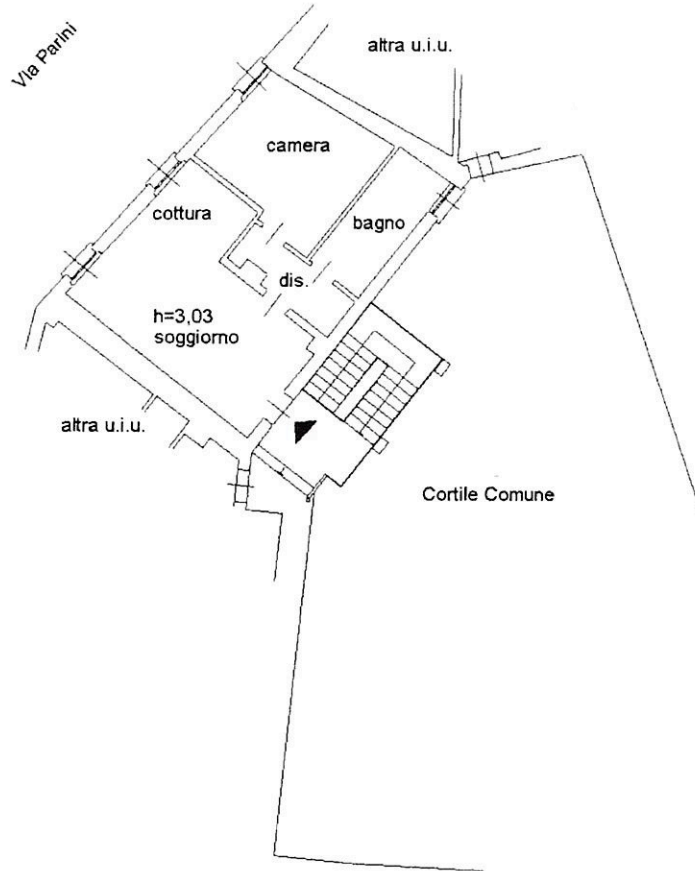 Via Parini
altra u.i.u.
camera
cottura
bagno
dis.
h=3,03
soggiorno
altra u.i.u.
Cortile Comune